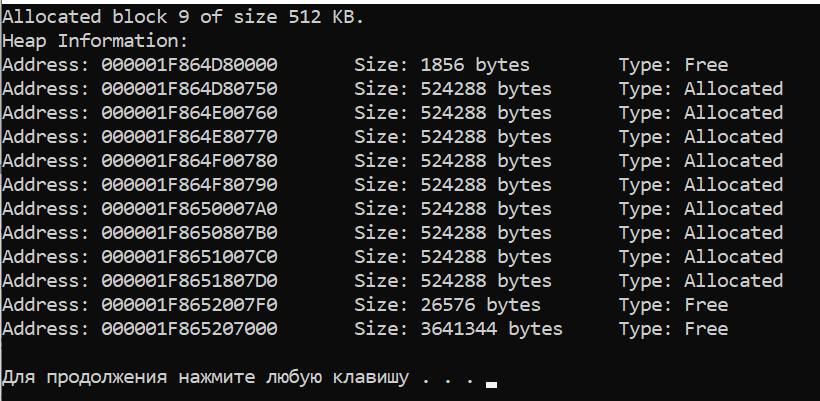 Allocated block 9 of size 512 KB.
Heap Information:
Address: 000001F864D80000 Size: 1856 bytes Type: Free
Address: 000001F864D80750 Size: 524288 bytes Type: Allocated
Address: 000001F864E00760 Size: 524288 bytes Type: Allocated
Address: 000001F864E80770 Size: 524288 bytes Type: Allocated
Address: 000001F864F00780 Size: 524288 bytes Type: Allocated
Address: 000001F864F80790 Size: 524288 bytes Type: Allocated
Address: 000001F8650007A0 Size: 524288 bytes Type: Allocated
Address: 000001F8650807B0 Size: 524288 bytes Type: Allocated
Address: 000001F8651007C0 Size: 524288 bytes Type: Allocated
Address: 000001F8651807D0 Size: 524288 bytes Type: Allocated
Address: 000001F8652007F0 Size: 26576 bytes Type: Free
Address: 000001F865207000 Size: 3641344 bytes Type: Free
Для продолжения нажмите любую клавишу . . .